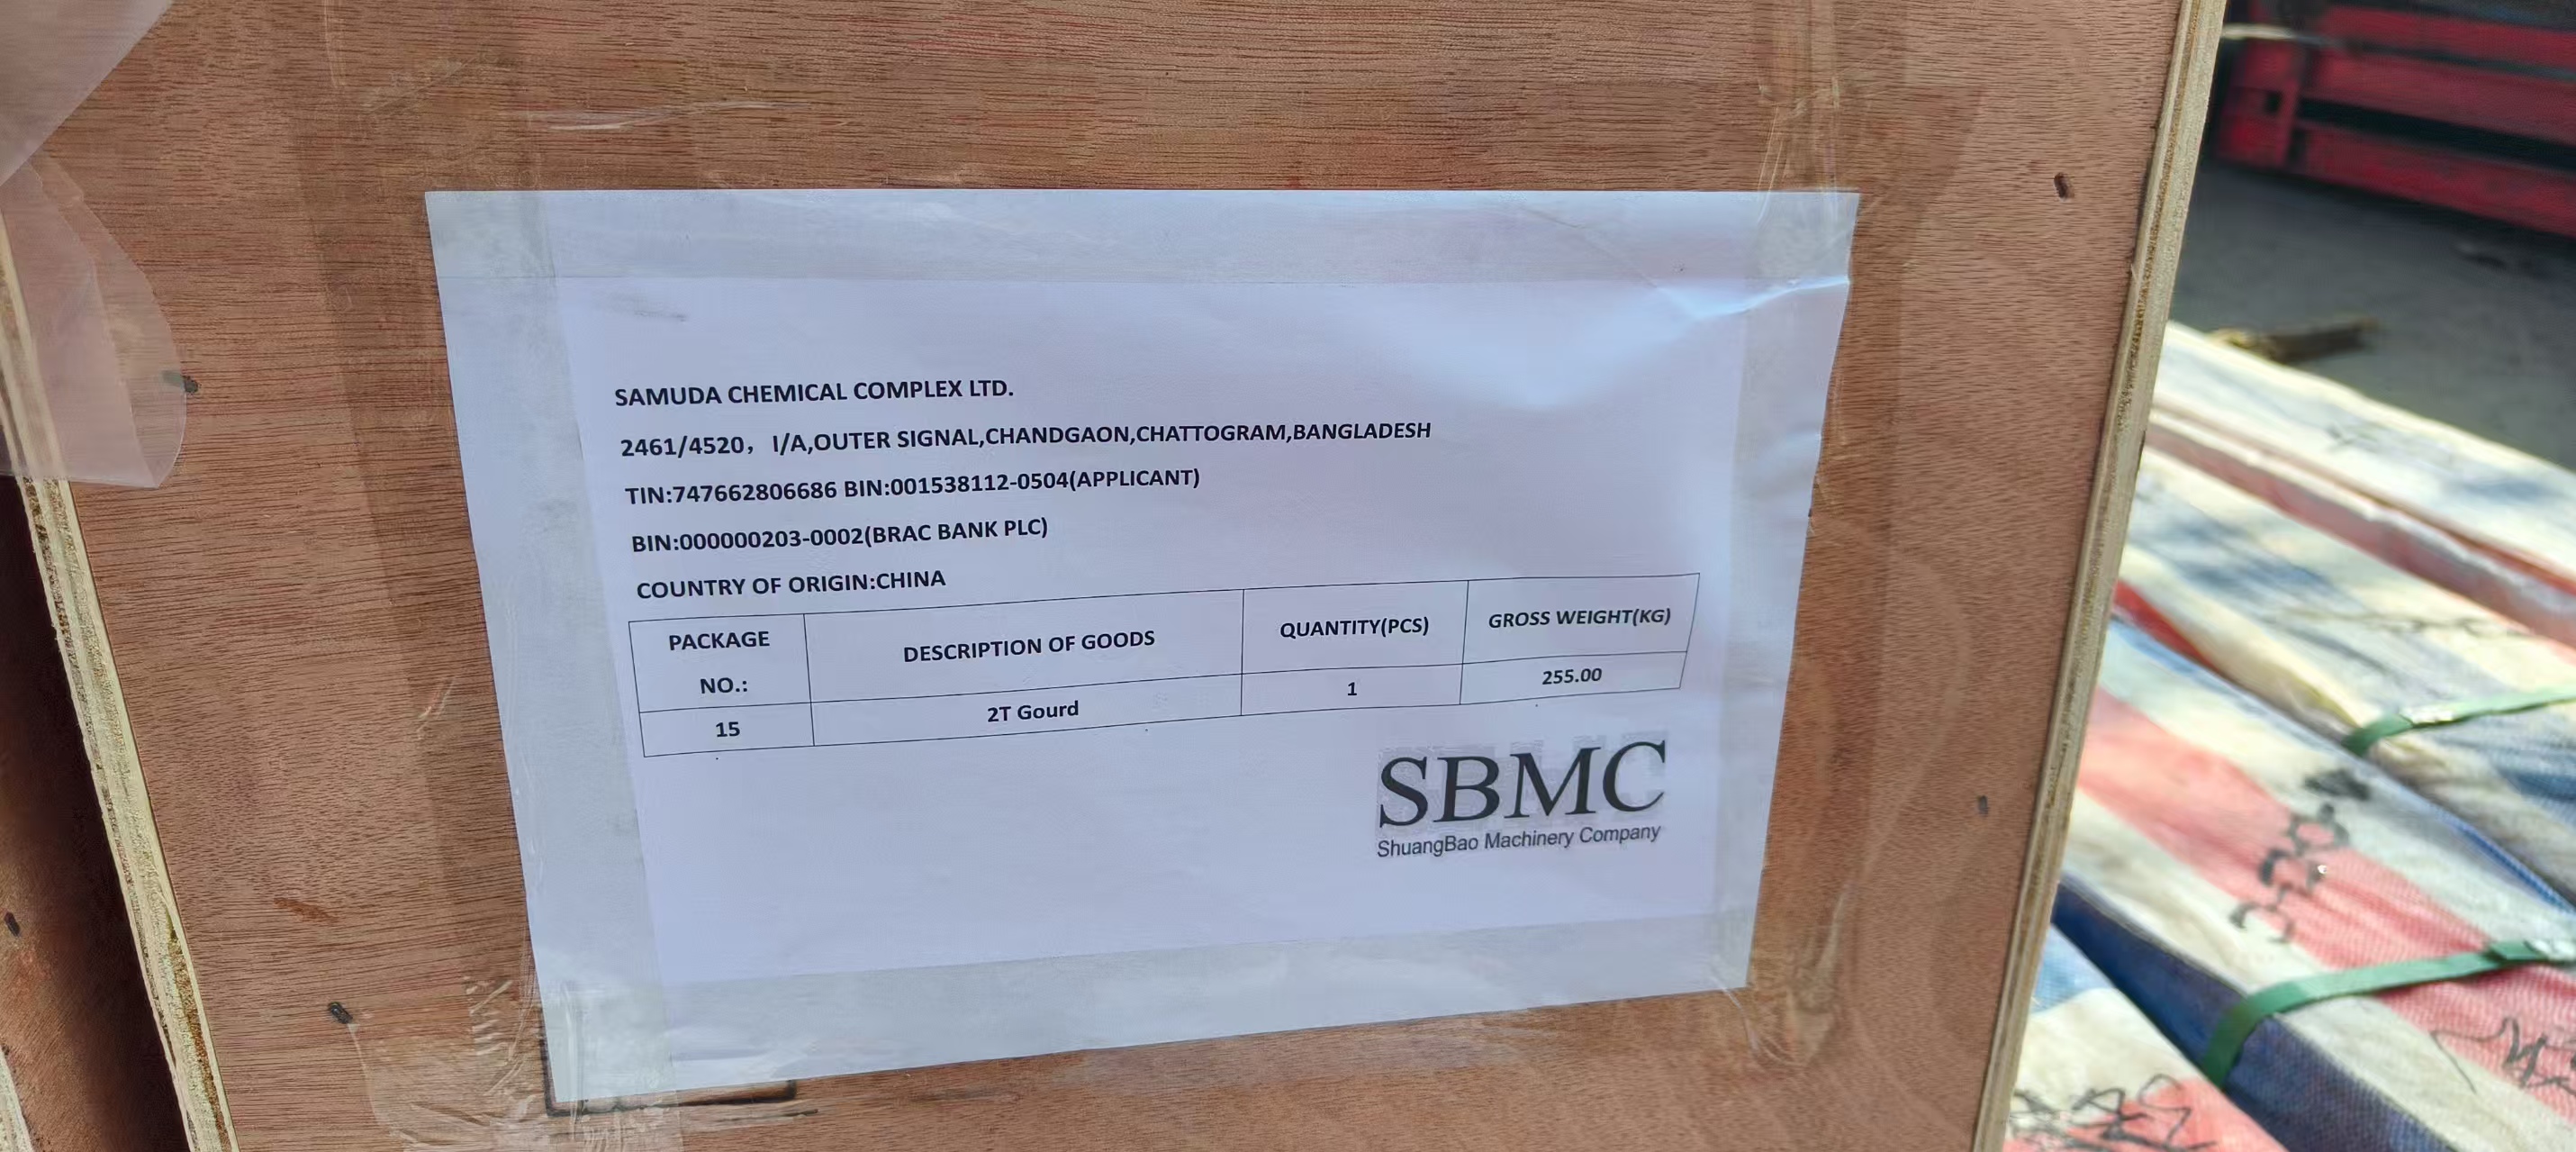 SAMUDA CHEMICAL COMPLEX LTD.
2461/4520，I/A,OUTER SIGNAL,CHANDGAON,CHATTOGRAM,BANGLADESH
TIN:747662806686 BIN:001538112-0504(APPLICANT)
BIN:000000203-0002(BRAC BANK PLC)
COUNTRY OF ORIGIN:CHINA
PACKAGE NO.: DESCRIPTION OF GOODS QUANTITY(PCS) GROSS WEIGHT(KG)
15 2T Gourd 1 255.00
SBMC
ShuangBao Machinery Company